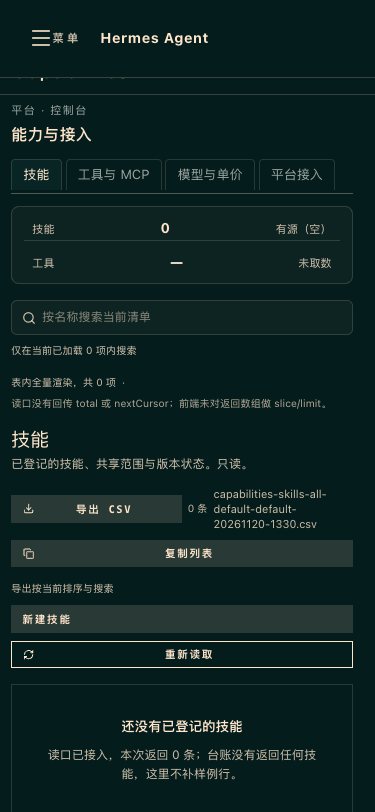 菜单
Hermes Agent
平台 · 控制台
能力与接入
技能
工具与 MCP
模型与单价
平台接入
技能 0 有源（空）
工具 — 未取数
按名称搜索当前清单
仅在当前已加载 0 项内搜索
表内全量渲染，共 0 项 ·
读口没有回传 total 或 nextCursor；前端未对返回数组做 slice/limit。
技能
已登记的技能、共享范围与版本状态。只读。
导出 CSV
0 条
capabilities-skills-all-
default-default-
20261120-1330.csv
复制列表
导出按当前排序与搜索
新建技能
重新读取
还没有已登记的技能
读口已接入，本次返回 0 条；台账没有返回任何技
能，这里不补样例行。